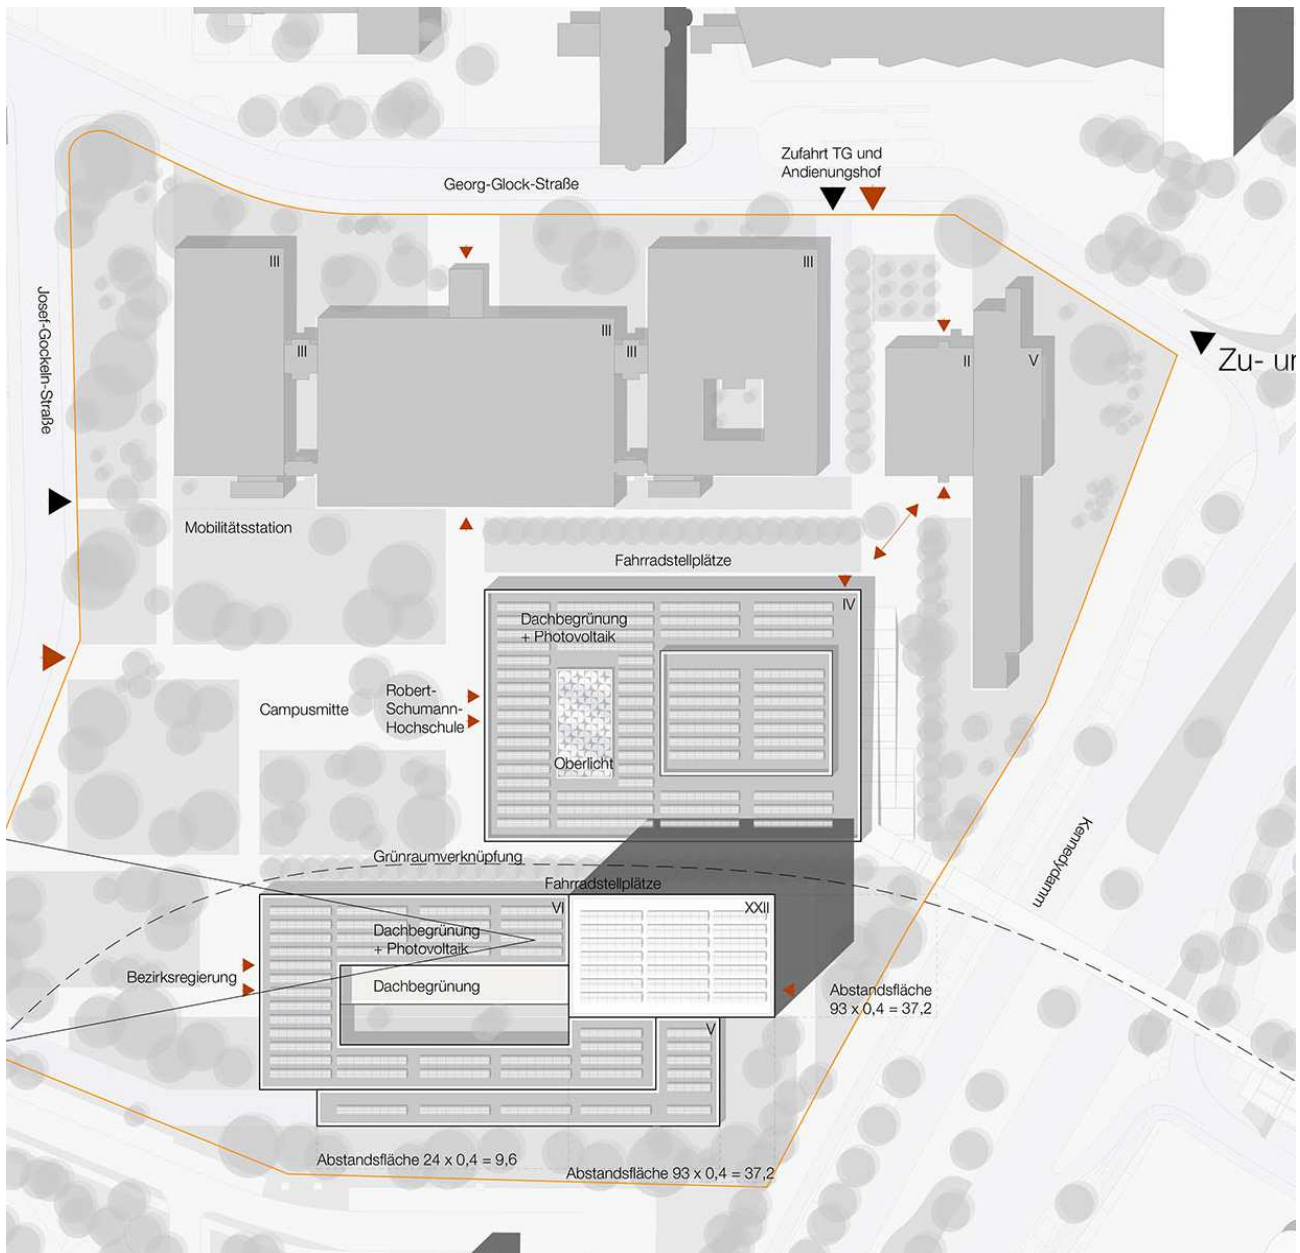 Zufahrt TG und
Andienungshof
Georg-Glock-Straße
III
III
Josef-Gockeln-Straße
III
III
III
II
V
Zu- ur
Mobilitätsstation
Fahrradstellplätze
IV
Dachbegrünung
+ Photovoltaik
Robert-
Schumann-
Hochschule
Campusmitte
Oberlicht
Kennedydamm
Grünraumverknüpfung
Fahrradstellplätze
VI
XXII
Dachbegrünung
+ Photovoltaik
Bezirksregierung
Dachbegrünung
Abstandsfläche
93 x 0,4 = 37,2
V
Abstandsfläche 24 x 0,4 = 9,6
Abstandsfläche 93 x 0,4 = 37,2